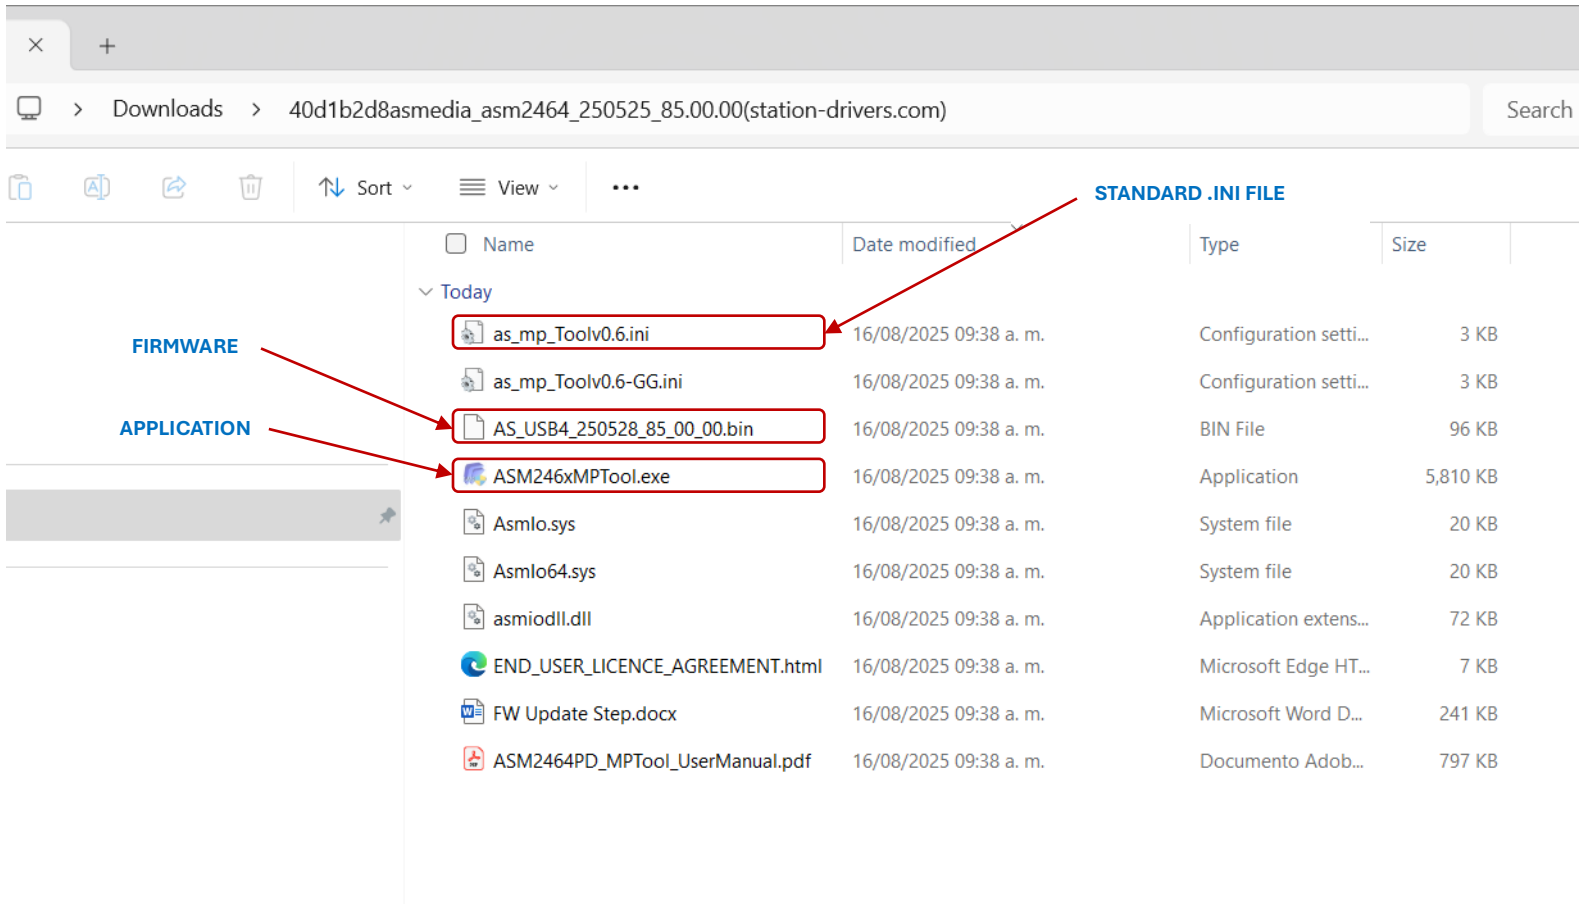 Downloads > 40d1b2d8asmedia_asm2464_250525_85.00.00(station-drivers.com)
Search
Sort
View
STANDARD .INI FILE
Name Date modified Type Size
Today
as_mp_Toolv0.6.ini 16/08/2025 09:38 a. m. Configuration setti... 3 KB
FIRMWARE
as_mp_Toolv0.6-GG.ini 16/08/2025 09:38 a. m. Configuration setti... 3 KB
APPLICATION
AS_USB4_250528_85_00_00.bin 16/08/2025 09:38 a. m. BIN File 96 KB
ASM246xMPTool.exe 16/08/2025 09:38 a. m. Application 5,810 KB
AsmIo.sys 16/08/2025 09:38 a. m. System file 20 KB
AsmIo64.sys 16/08/2025 09:38 a. m. System file 20 KB
asmiodll.dll 16/08/2025 09:38 a. m. Application extens... 72 KB
END_USER_LICENCE_AGREEMENT.html 16/08/2025 09:38 a. m. Microsoft Edge HT... 7 KB
FW Update Step.docx 16/08/2025 09:38 a. m. Microsoft Word D... 241 KB
ASM2464PD_MPTool_UserManual.pdf 16/08/2025 09:38 a. m. Documento Adob... 797 KB